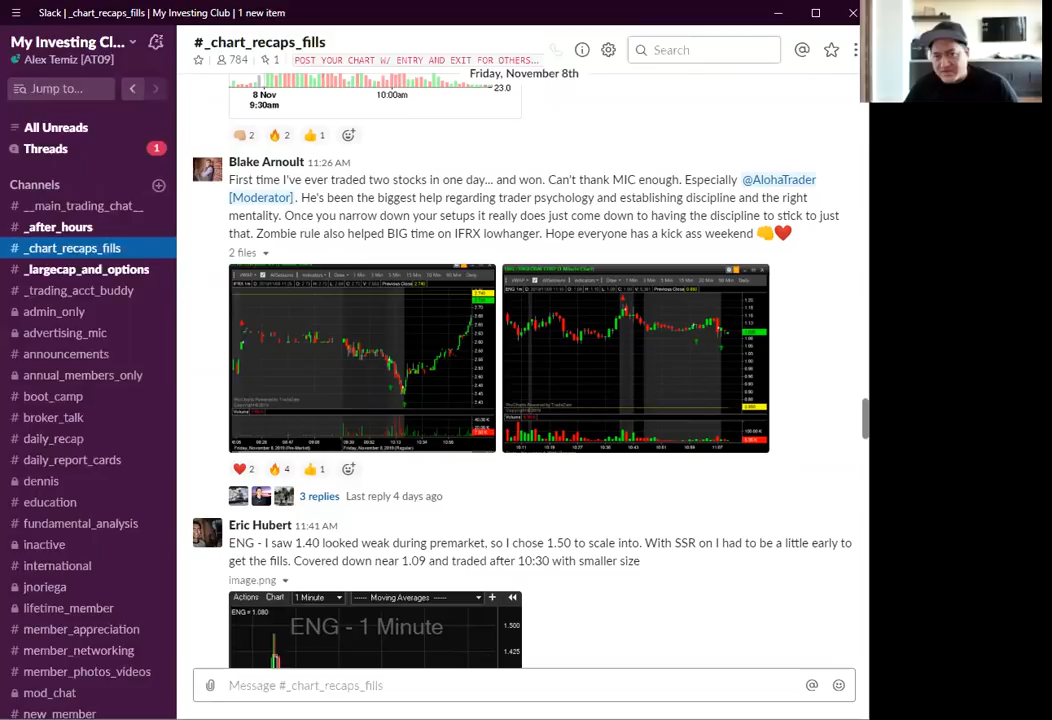 Slack | _chart_recaps_fills | My Investing Club | 1 new item
My Investing Cl...
Alex Temiz [AT09]
Jump to...
All Unreads
Threads
1
Channels
# __main_trading_chat__
# _after_hours
# _chart_recaps_fills
_largecap_and_options
# _trading_acct_buddy
admin_only
advertising_mic
announcements
annual_members_only
# boot_camp
# broker_talk
# daily_recap
# daily_report_cards
dennis
# education
# fundamental_analysis
inactive
# international
jnoriega
lifetime_member
# member_appreciation
# member_networking
# member_photos_videos
mod_chat
# new_member
#_chart_recaps_fills
784
1
POST YOUR CHART W/ ENTRY AND EXIT FOR OTHERS...
Search
Friday, November 8th
23.0
8 Nov
9:30am
10:00am
2
2
1
Blake Arnoult 11:26 AM
First time I've ever traded two stocks in one day... and won. Can't thank MIC enough. Especially @AlohaTrader
[Moderator] . He's been the biggest help regarding trader psychology and establishing discipline and the right
mentality. Once you narrow down your setups it really does just come down to having the discipline to stick to just
that. Zombie rule also helped BIG time on IFRX lowhanger. Hope everyone has a kick ass weekend 👊❤️
2 files
2
4
1
3 replies Last reply 4 days ago
Eric Hubert 11:41 AM
ENG - I saw 1.40 looked weak during premarket, so I chose 1.50 to scale into. With SSR on I had to be a little early to
get the fills. Covered down near 1.09 and traded after 10:30 with smaller size
image.png
Actions Chart 1 Minute ----- Moving Averages -----
ENG = 1.080
ENG - 1 Minute
1.500
1.425
Message #_chart_recaps_fills